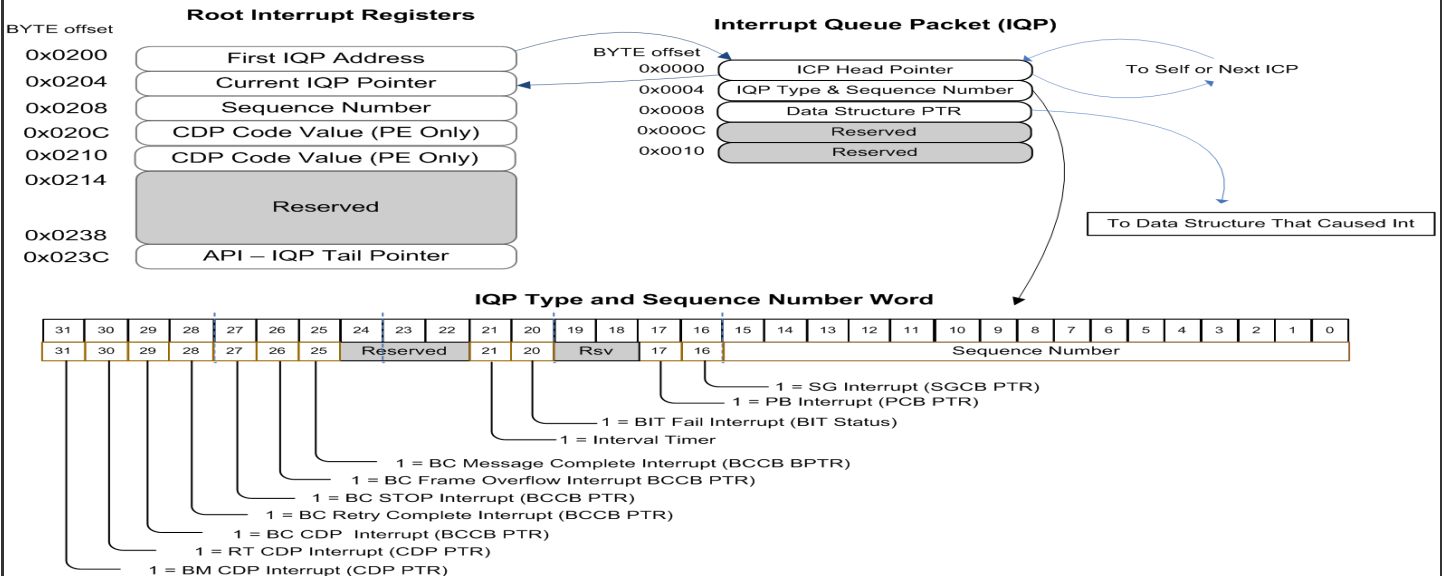 Root Interrupt Registers
BYTE offset
0x0200 First IQP Address
0x0204 Current IQP Pointer
0x0208 Sequence Number
0x020C CDP Code Value (PE Only)
0x0210 CDP Code Value (PE Only)
0x0214
Reserved
0x0238
0x023C API – IQP Tail Pointer
Interrupt Queue Packet (IQP)
BYTE offset
0x0000 ICP Head Pointer
0x0004 IQP Type & Sequence Number
0x0008 Data Structure PTR
0x000C Reserved
0x0010 Reserved
To Self or Next ICP
To Data Structure That Caused Int
IQP Type and Sequence Number Word
31 30 29 28 27 26 25 24 23 22 21 20 19 18 17 16 15 14 13 12 11 10 9 8 7 6 5 4 3 2 1 0
31 30 29 28 27 26 25 Reserved 21 20 Rsv 17 16 Sequence Number
1 = SG Interrupt (SGCB PTR)
1 = PB Interrupt (PCB PTR)
1 = BIT Fail Interrupt (BIT Status)
1 = Interval Timer
1 = BC Message Complete Interrupt (BCCB BPTR)
1 = BC Frame Overflow Interrupt BCCB PTR)
1 = BC STOP Interrupt (BCCB PTR)
1 = BC Retry Complete Interrupt (BCCB PTR)
1 = BC CDP Interrupt (BCCB PTR)
1 = RT CDP Interrupt (CDP PTR)
1 = BM CDP Interrupt (CDP PTR)